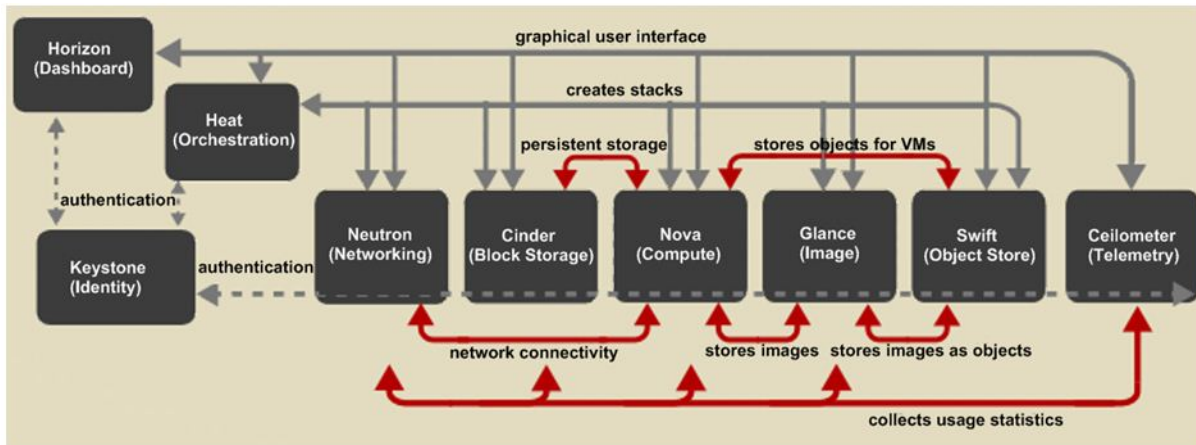 Horizon
(Dashboard)
graphical user interface
Heat
(Orchestration)
creates stacks
persistent storage
stores objects for VMs
authentication
Keystone
(Identity)
authentication
Neutron
(Networking)
Cinder
(Block Storage)
Nova
(Compute)
Glance
(Image)
Swift
(Object Store)
Ceilometer
(Telemetry)
network connectivity
stores images
stores images as objects
collects usage statistics